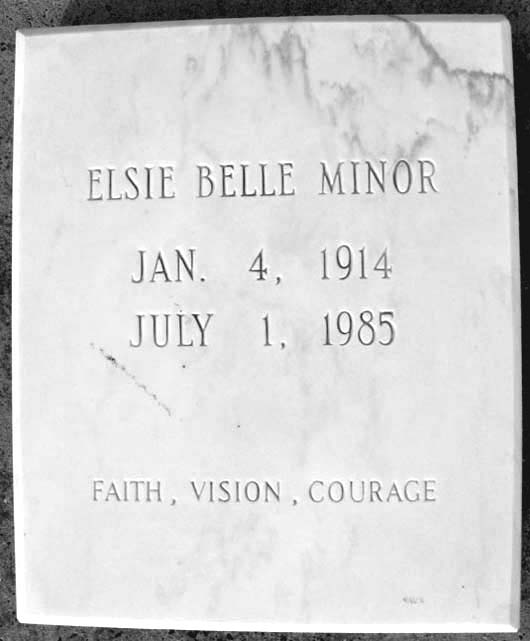 ELSIE BELLE MINOR
JAN. 4, 1914
JULY 1, 1985
FAITH, VISION, COURAGE